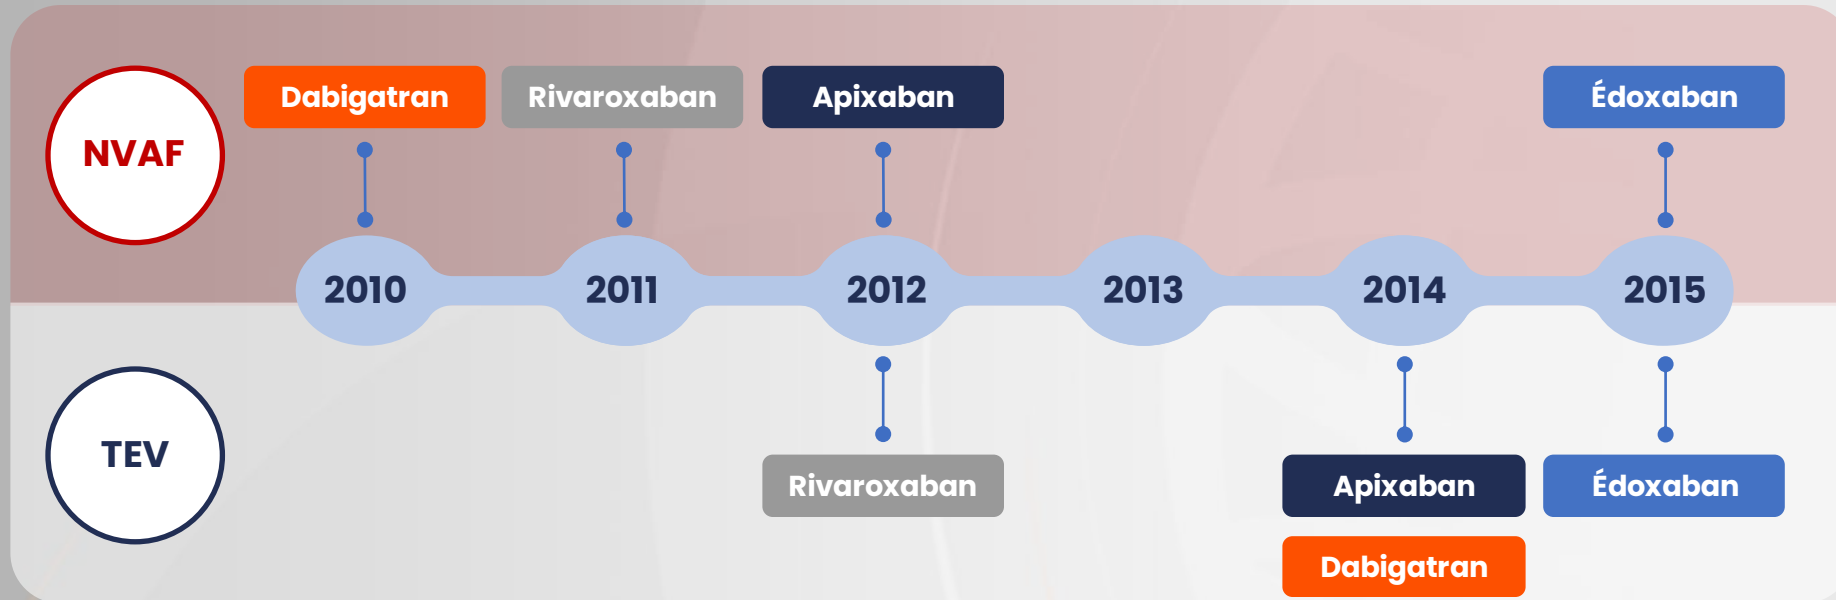 NVAF
Dabigatran
Rivaroxaban
Apixaban
Édoxaban
2010
2011
2012
2013
2014
2015
TEV
Rivaroxaban
Apixaban
Édoxaban
Dabigatran